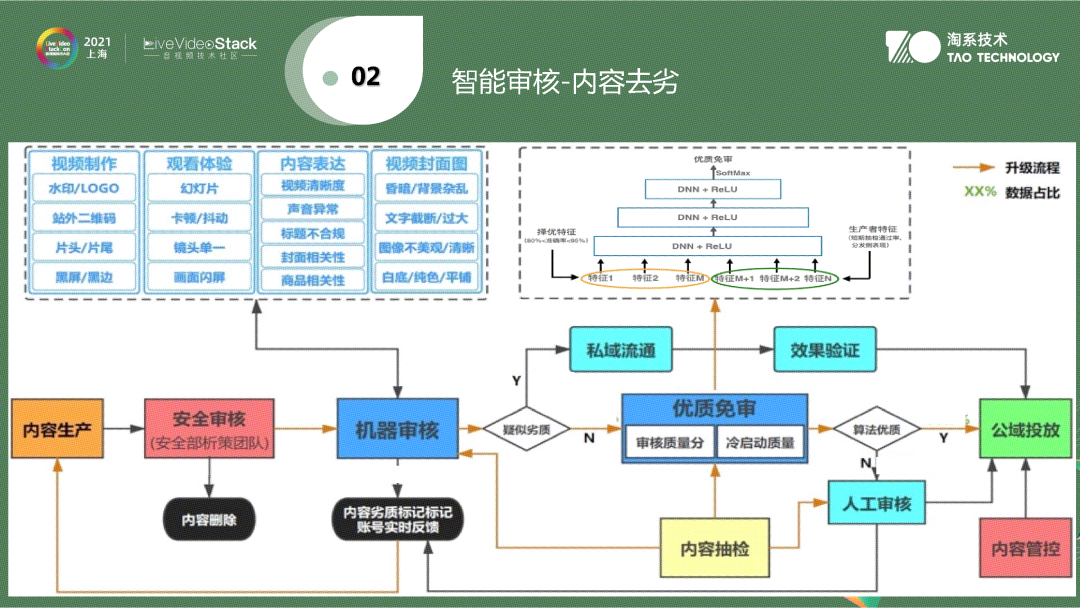 Live Video Stack Con
2021
上海
LiveVideoStack
音视频技术社区
02
智能审核-内容去劣
淘系技术
TAO TECHNOLOGY
视频制作
水印/LOGO
站外二维码
片头/片尾
黑屏/黑边
观看体验
幻灯片
卡顿/抖动
镜头单一
画面闪屏
内容表达
视频清晰度
声音异常
标题不合规
封面相关性
商品相关性
视频封面图
昏暗/背景杂乱
文字截断/过大
图像不美观/清晰
白底/纯色/平铺
优质免审
SoftMax
DNN + ReLU
DNN + ReLU
DNN + ReLU
择优特征
(80%<准确率<95%)
生产者特征
(短期抽检通过率,
分发侧表现)
特征1
特征2
特征M
特征M+1
特征M+2
特征N
升级流程
XX%
数据占比
私域流通
效果验证
Y
内容生产
安全审核
(安全部析策团队)
机器审核
疑似劣质
N
优质免审
审核质量分
冷启动质量
算法优质
Y
公域投放
N
内容删除
内容劣质标记标记
账号实时反馈
内容抽检
人工审核
内容管控